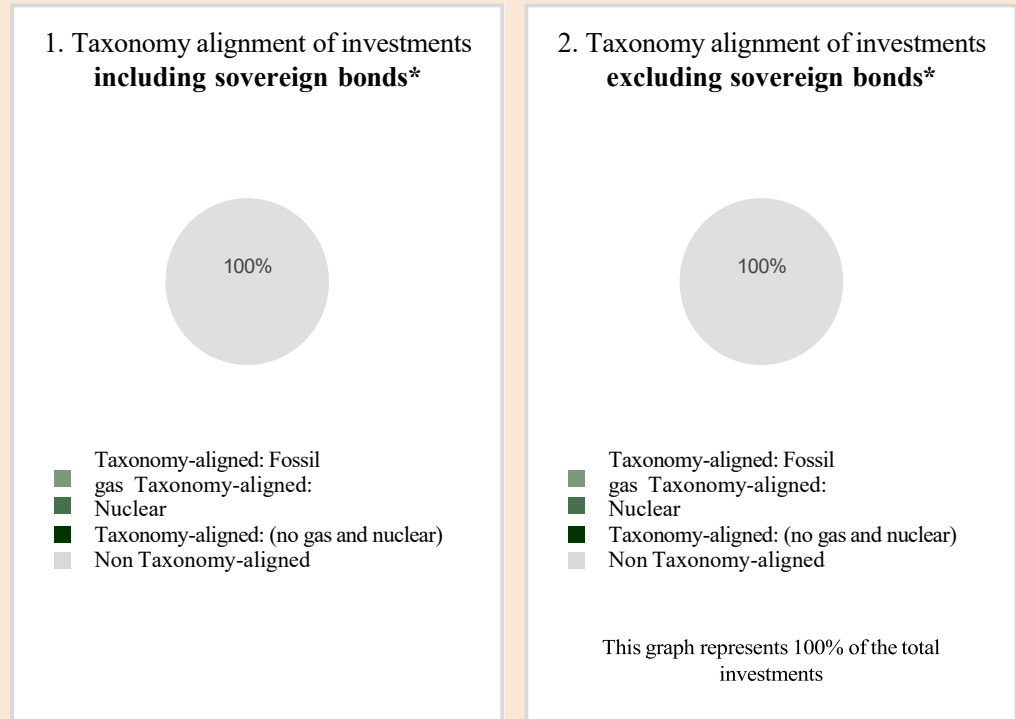 1. Taxonomy alignment of investments
including sovereign bonds*
100%
Taxonomy-aligned: Fossil
gas Taxonomy-aligned:
Nuclear
Taxonomy-aligned: (no gas and nuclear)
Non Taxonomy-aligned
2. Taxonomy alignment of investments
excluding sovereign bonds*
100%
Taxonomy-aligned: Fossil
gas Taxonomy-aligned:
Nuclear
Taxonomy-aligned: (no gas and nuclear)
Non Taxonomy-aligned
This graph represents 100% of the total
investments